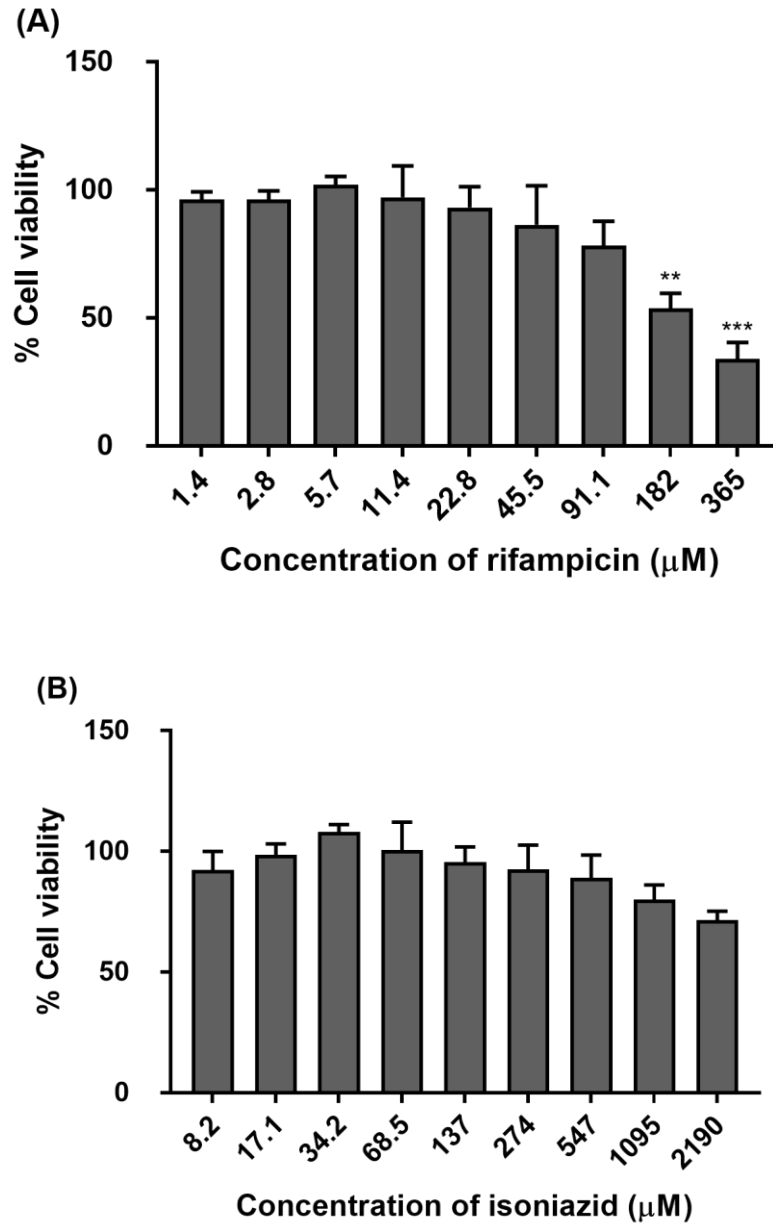 (A)
% Cell viability
150
100
50
0
** ***
1.4 2.8 5.7 11.4 22.8 45.5 91.1 182 365
Concentration of rifampicin (μM)
(B)
% Cell viability
150
100
50
0
8.2 17.1 34.2 68.5 137 274 547 1095 2190
Concentration of isoniazid (μM)